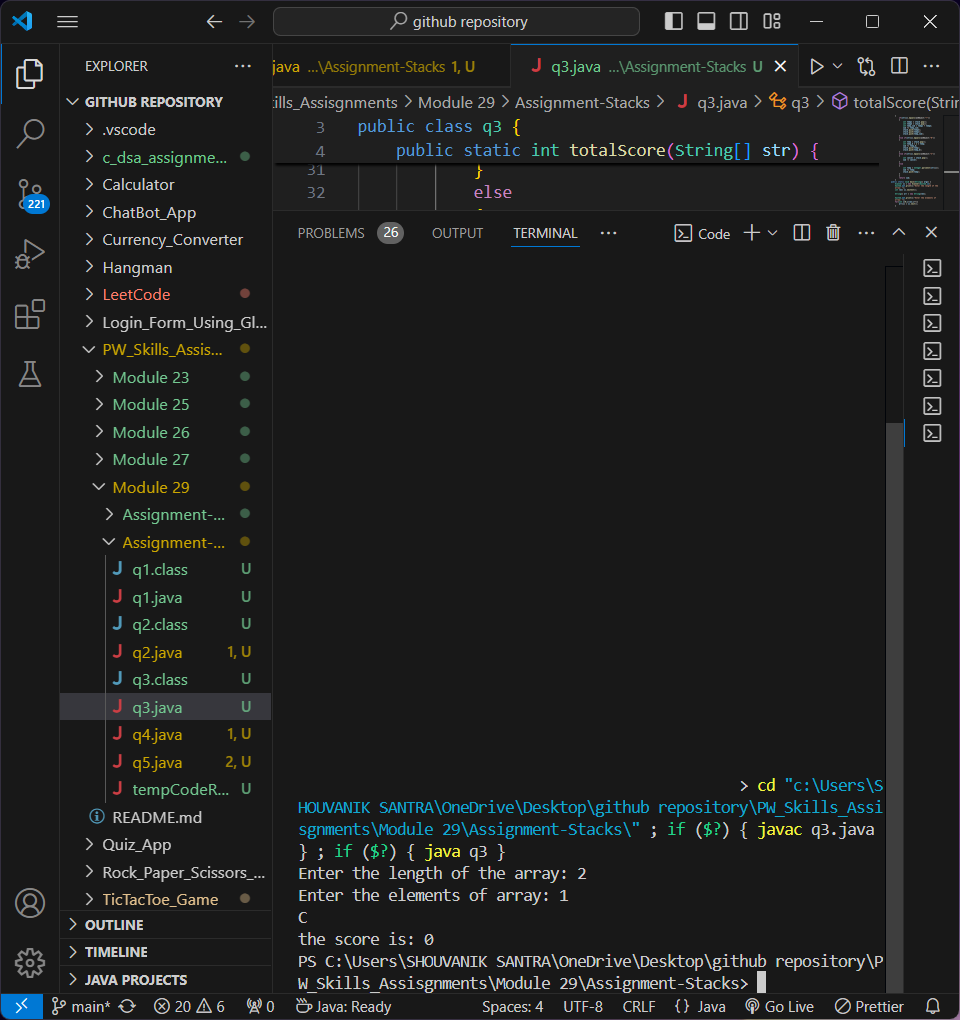 github repository
EXPLORER
java ...\Assignment-Stacks 1, U
J q3.java ...\Assignment-Stacks U
GITHUB REPOSITORY
.vscode
c_dsa_assignme...
Calculator
ChatBot_App
Currency_Converter
Hangman
LeetCode
Login_Form_Using_Gl...
PW_Skills_Assis...
Module 23
Module 25
Module 26
Module 27
Module 29
Assignment-...
Assignment-...
J q1.class U
J q1.java U
J q2.class U
J q2.java 1, U
J q3.class U
J q3.java U
J q4.java 1, U
J q5.java 2, U
J tempCodeR... U
README.md
Quiz_App
Rock_Paper_Scissors_...
TicTacToe_Game
OUTLINE
TIMELINE
JAVA PROJECTS
221
ills_Assisgnments > Module 29 > Assignment-Stacks > J q3.java > q3 > totalScore(Strin
3 public class q3 {
4 public static int totalScore(String[] str) {
31 }
32 else
PROBLEMS 26 OUTPUT TERMINAL ... Code
> cd "c:\Users\S
HOUVANIK SANTRA\OneDrive\Desktop\github repository\PW_Skills_Assi
sgnments\Module 29\Assignment-Stacks\" ; if ($?) { javac q3.java
} ; if ($?) { java q3 }
Enter the length of the array: 2
Enter the elements of array: 1
C
the score is: 0
PS C:\Users\SHOUVANIK SANTRA\OneDrive\Desktop\github repository\P
W_Skills_Assisgnments\Module 29\Assignment-Stacks>
main* 20 6 0 Java: Ready Spaces: 4 UTF-8 CRLF {} Java Go Live Prettier